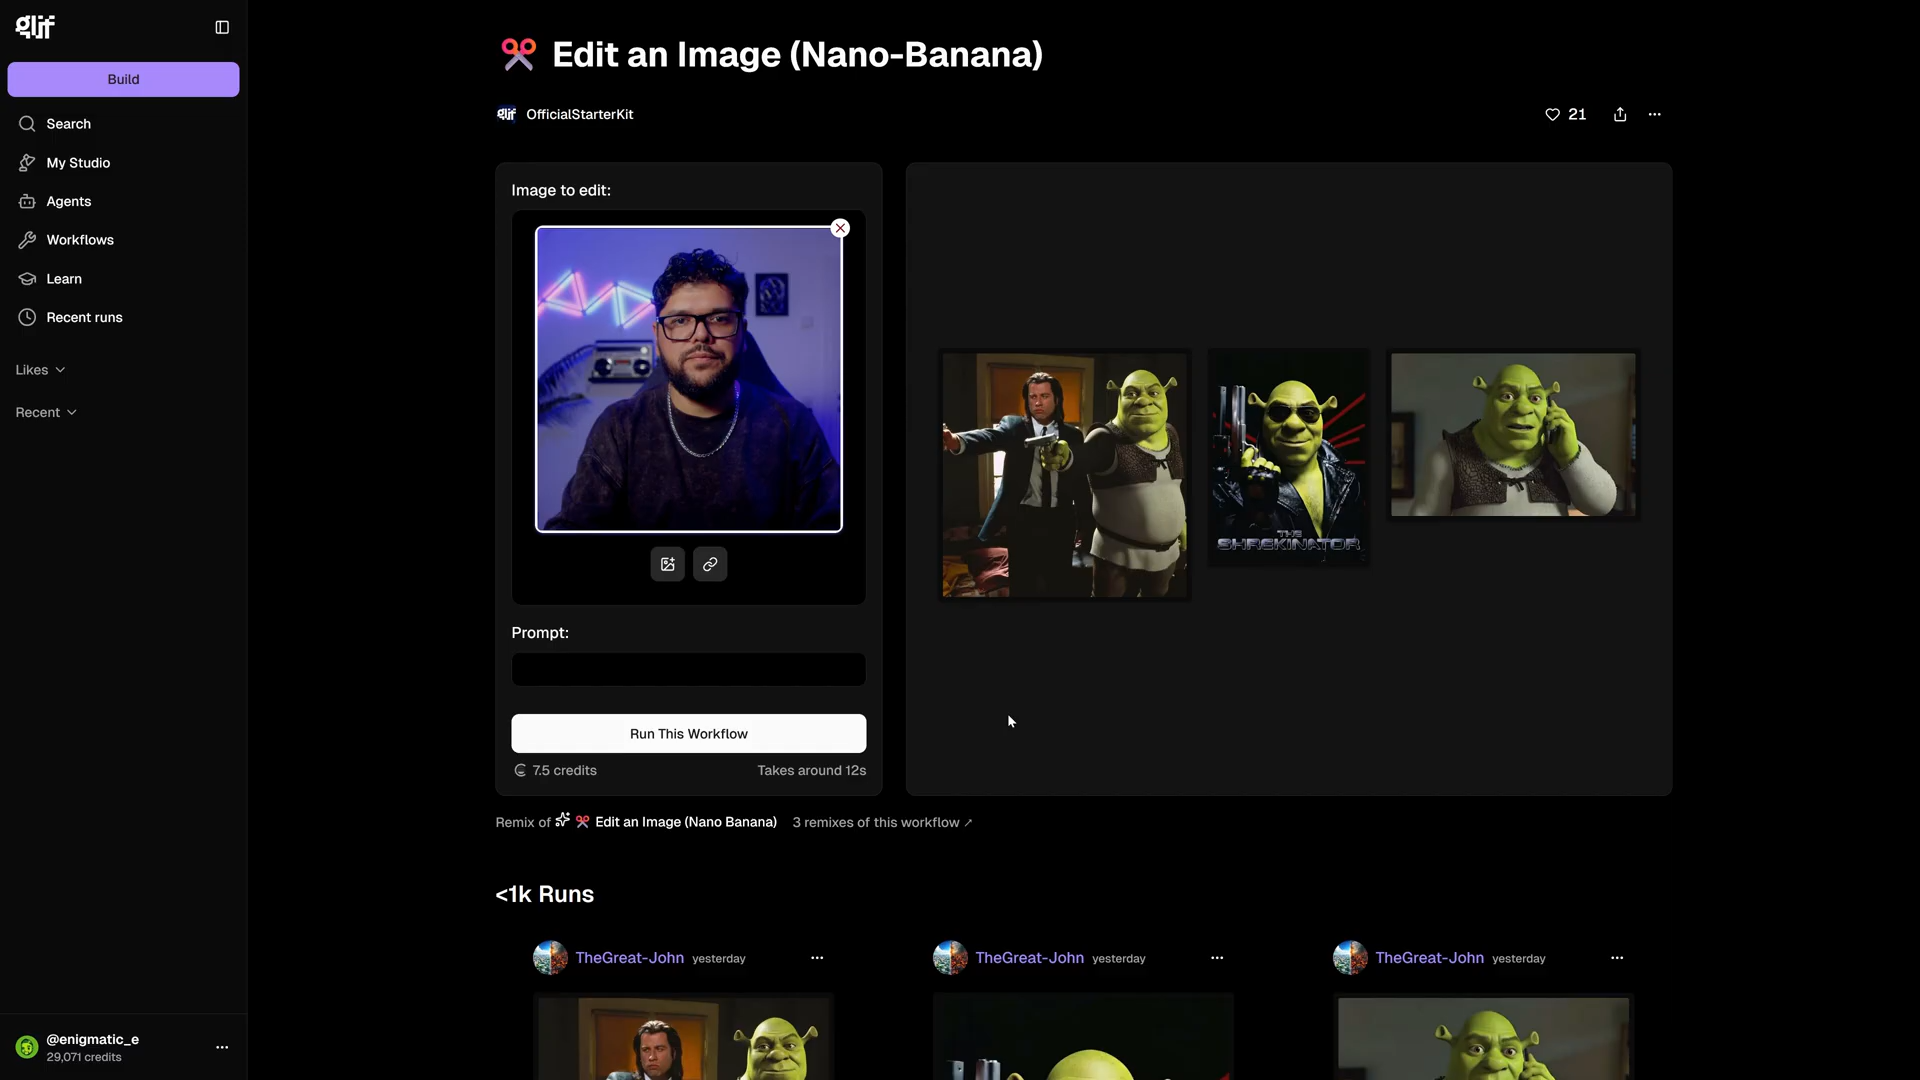 glif
Build
Search
My Studio
Agents
Workflows
Learn
Recent runs
Likes
Recent
@enigmatic_e
29,071 credits
Edit an Image (Nano-Banana)
glif OfficialStarterKit
21
Image to edit:
Prompt:
Run This Workflow
7.5 credits
Takes around 12s
THE
SHREKINATOR
Remix of Edit an Image (Nano Banana) 3 remixes of this workflow ↗
<1k Runs
TheGreat-John yesterday
TheGreat-John yesterday
TheGreat-John yesterday